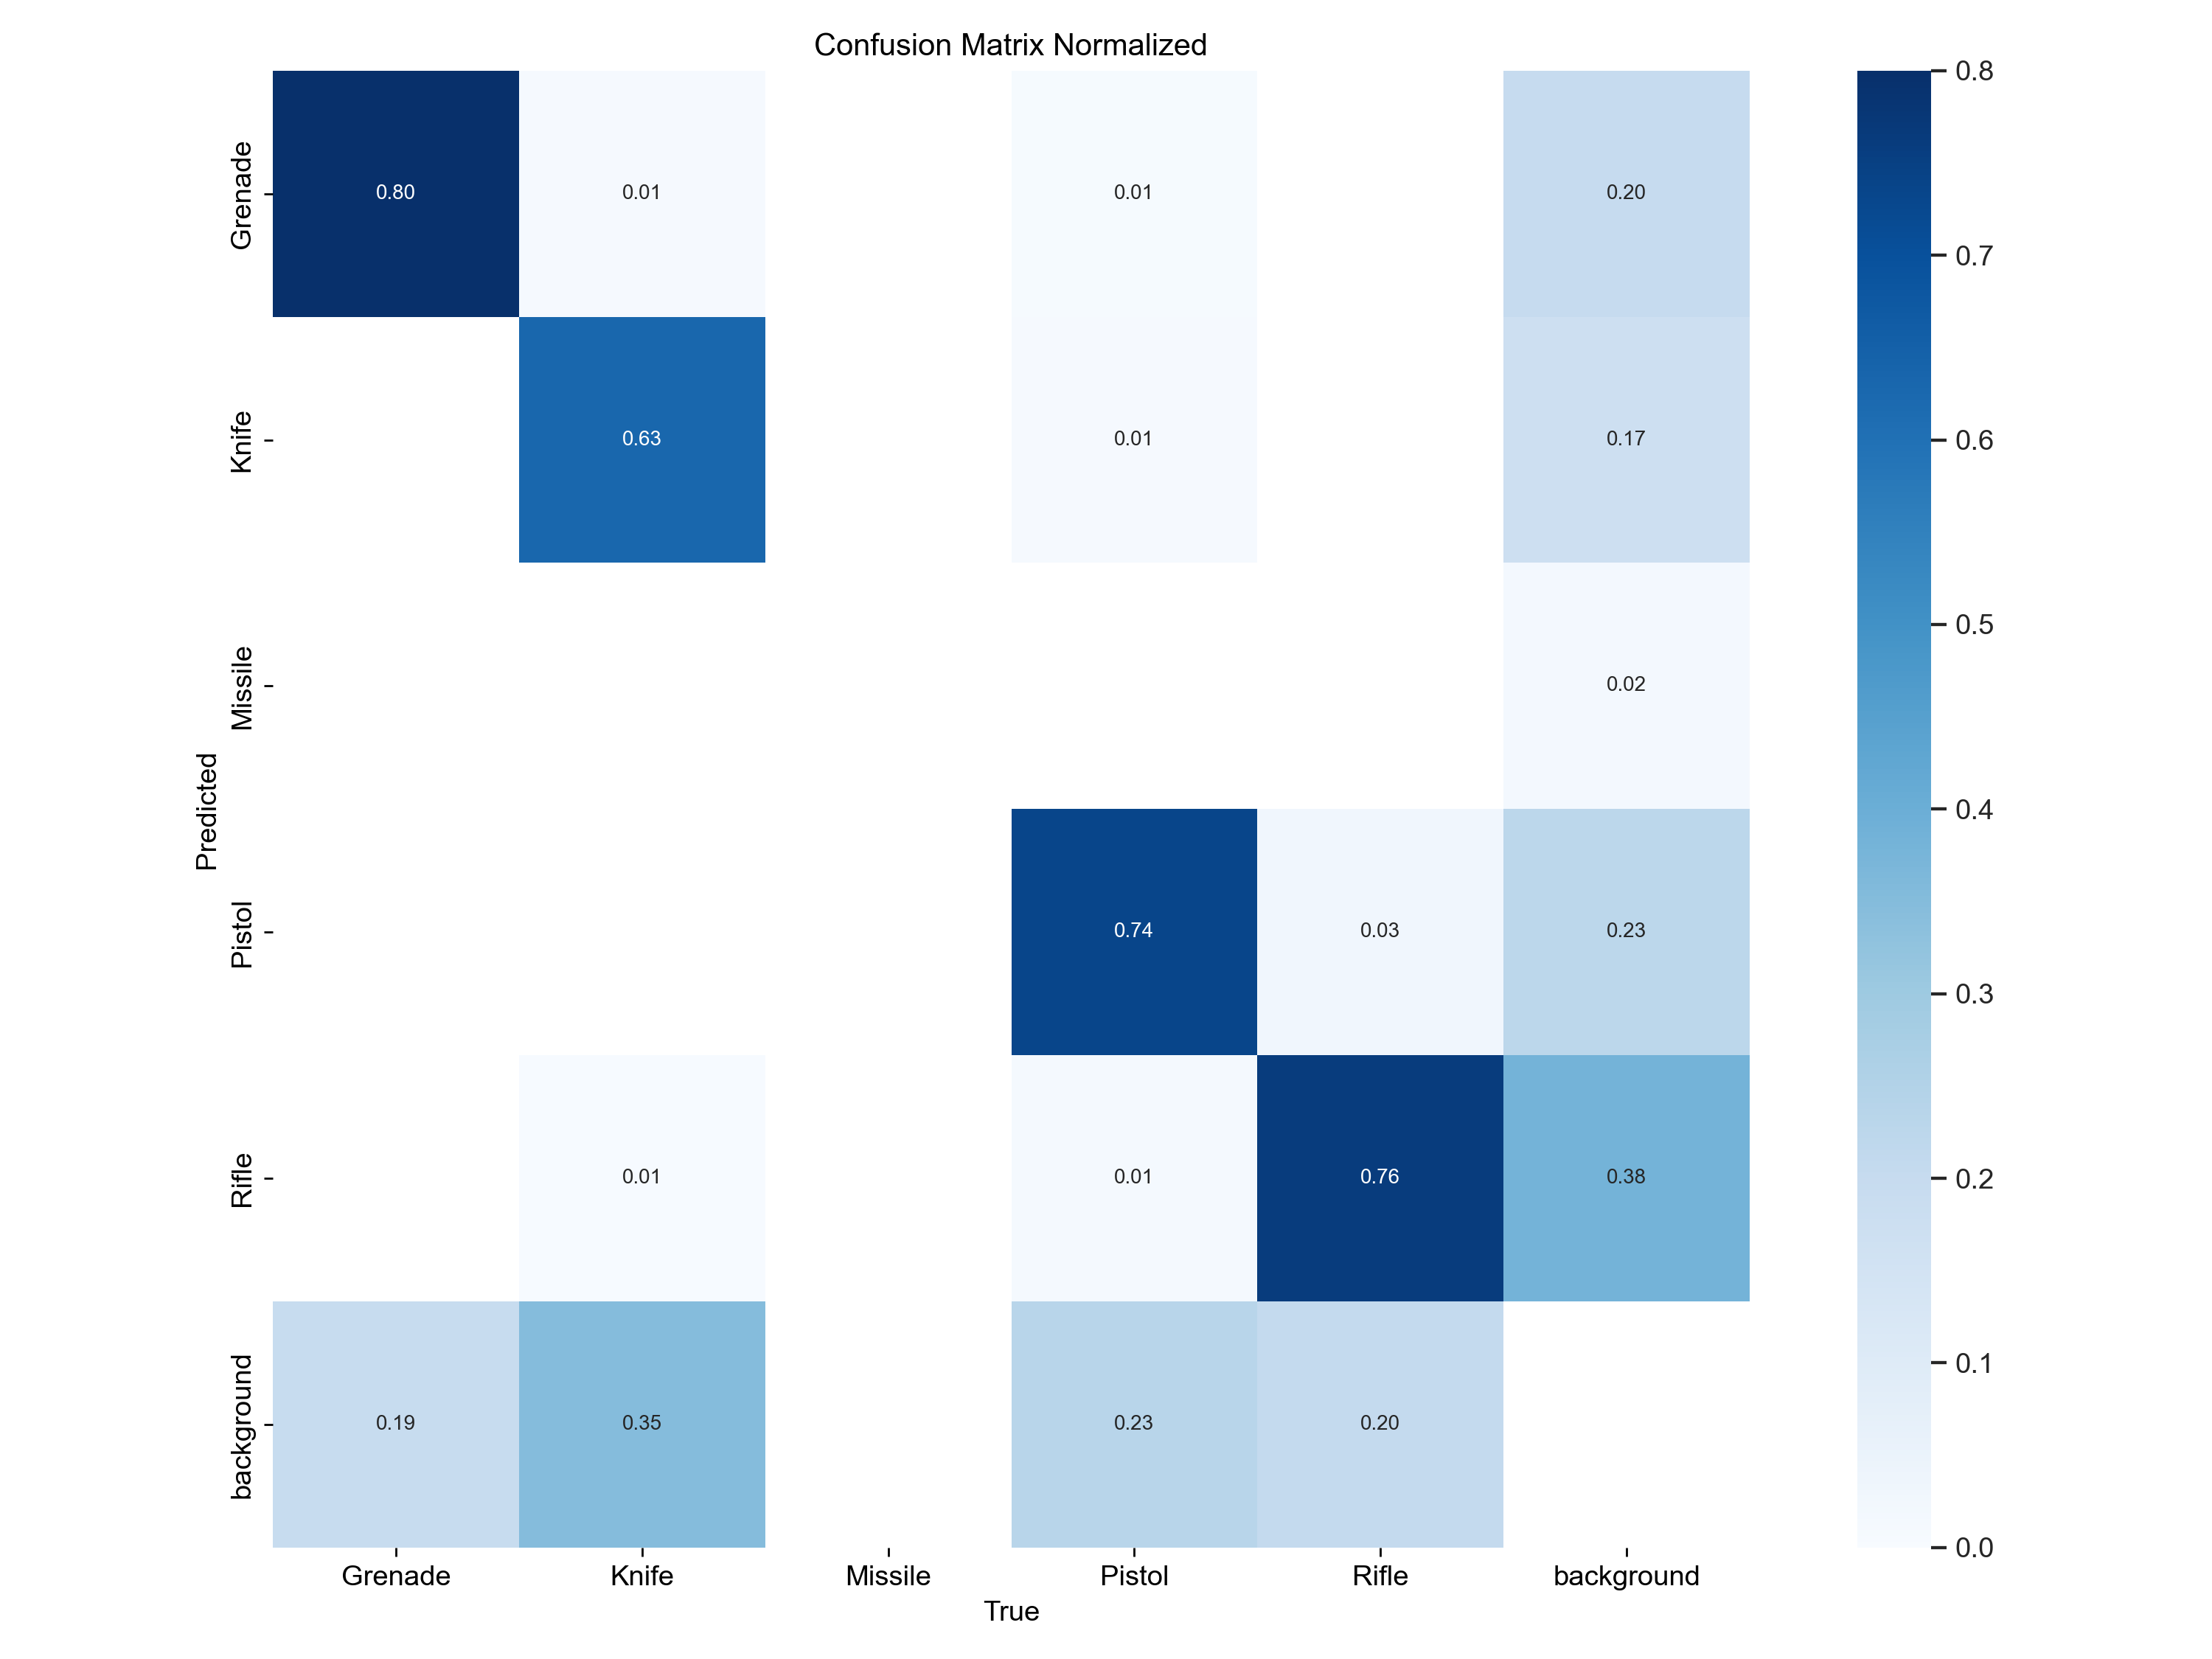 Confusion Matrix Normalized
Predicted
Grenade
0.80
0.01
0.01
0.20
Knife
0.63
0.01
0.17
Missile
0.02
Pistol
0.74
0.03
0.23
Rifle
0.01
0.01
0.76
0.38
background
0.19
0.35
0.23
0.20
Grenade
Knife
Missile
Pistol
Rifle
background
True
0.8
0.7
0.6
0.5
0.4
0.3
0.2
0.1
0.0